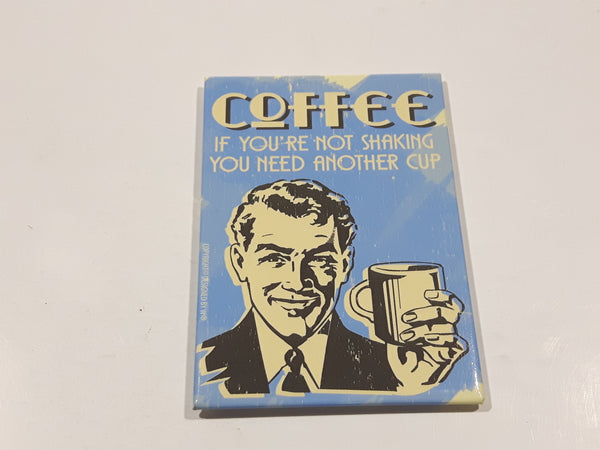 COFFEE
IF YOU'RE NOT SHAKING
YOU NEED ANOTHER CUP